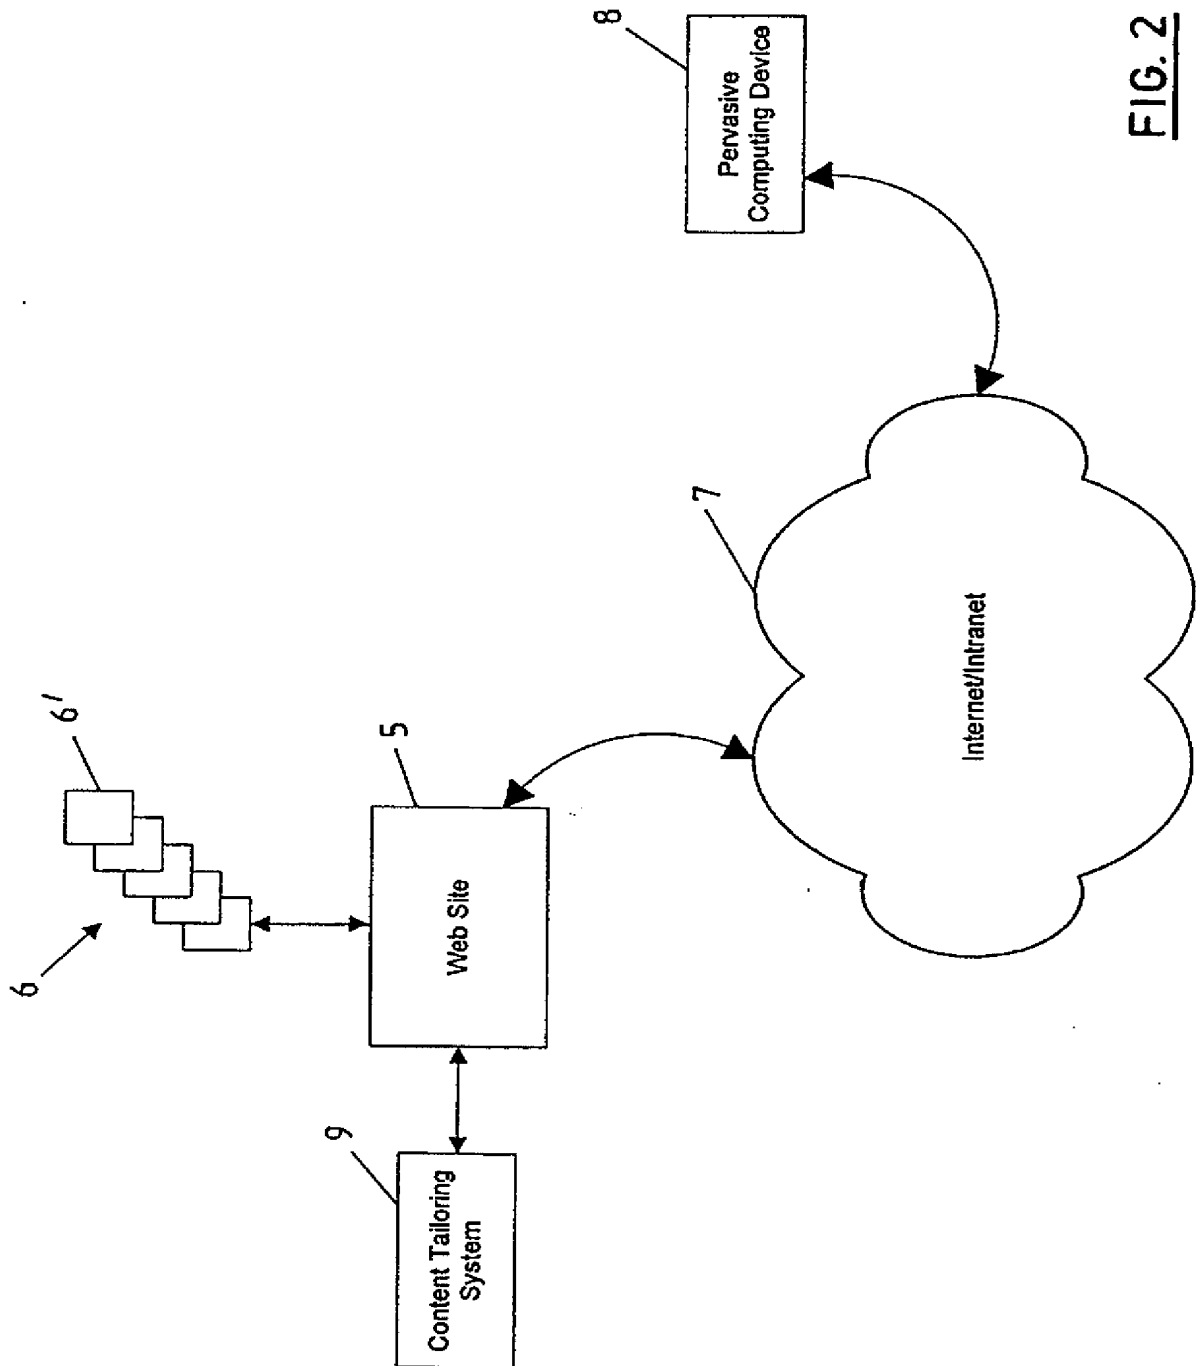 6
6'
9
Content Tailoring
System
5
Web Site
7
Internet/Intranet
8
Pervasive
Computing Device
FIG. 2